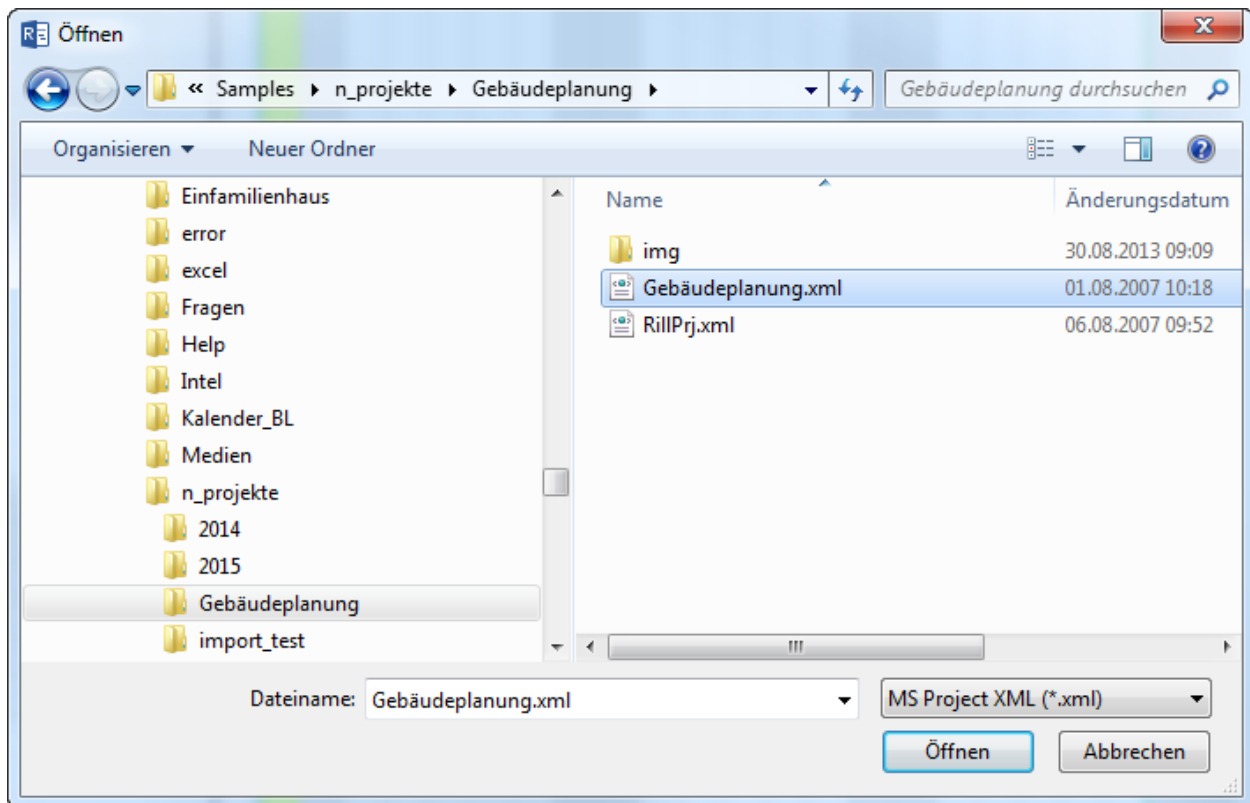 Öffnen
« Samples n_projekte Gebäudeplanung Gebäudeplanung durchsuchen
Organisieren Neuer Ordner
Einfamilienhaus
error
excel
Fragen
Help
Intel
Kalender_BL
Medien
n_projekte
2014
2015
Gebäudeplanung
import_test
Name Änderungsdatum
img 30.08.2013 09:09
Gebäudeplanung.xml 01.08.2007 10:18
RillPrj.xml 06.08.2007 09:52
Dateiname: Gebäudeplanung.xml MS Project XML (*.xml)
Öffnen Abbrechen